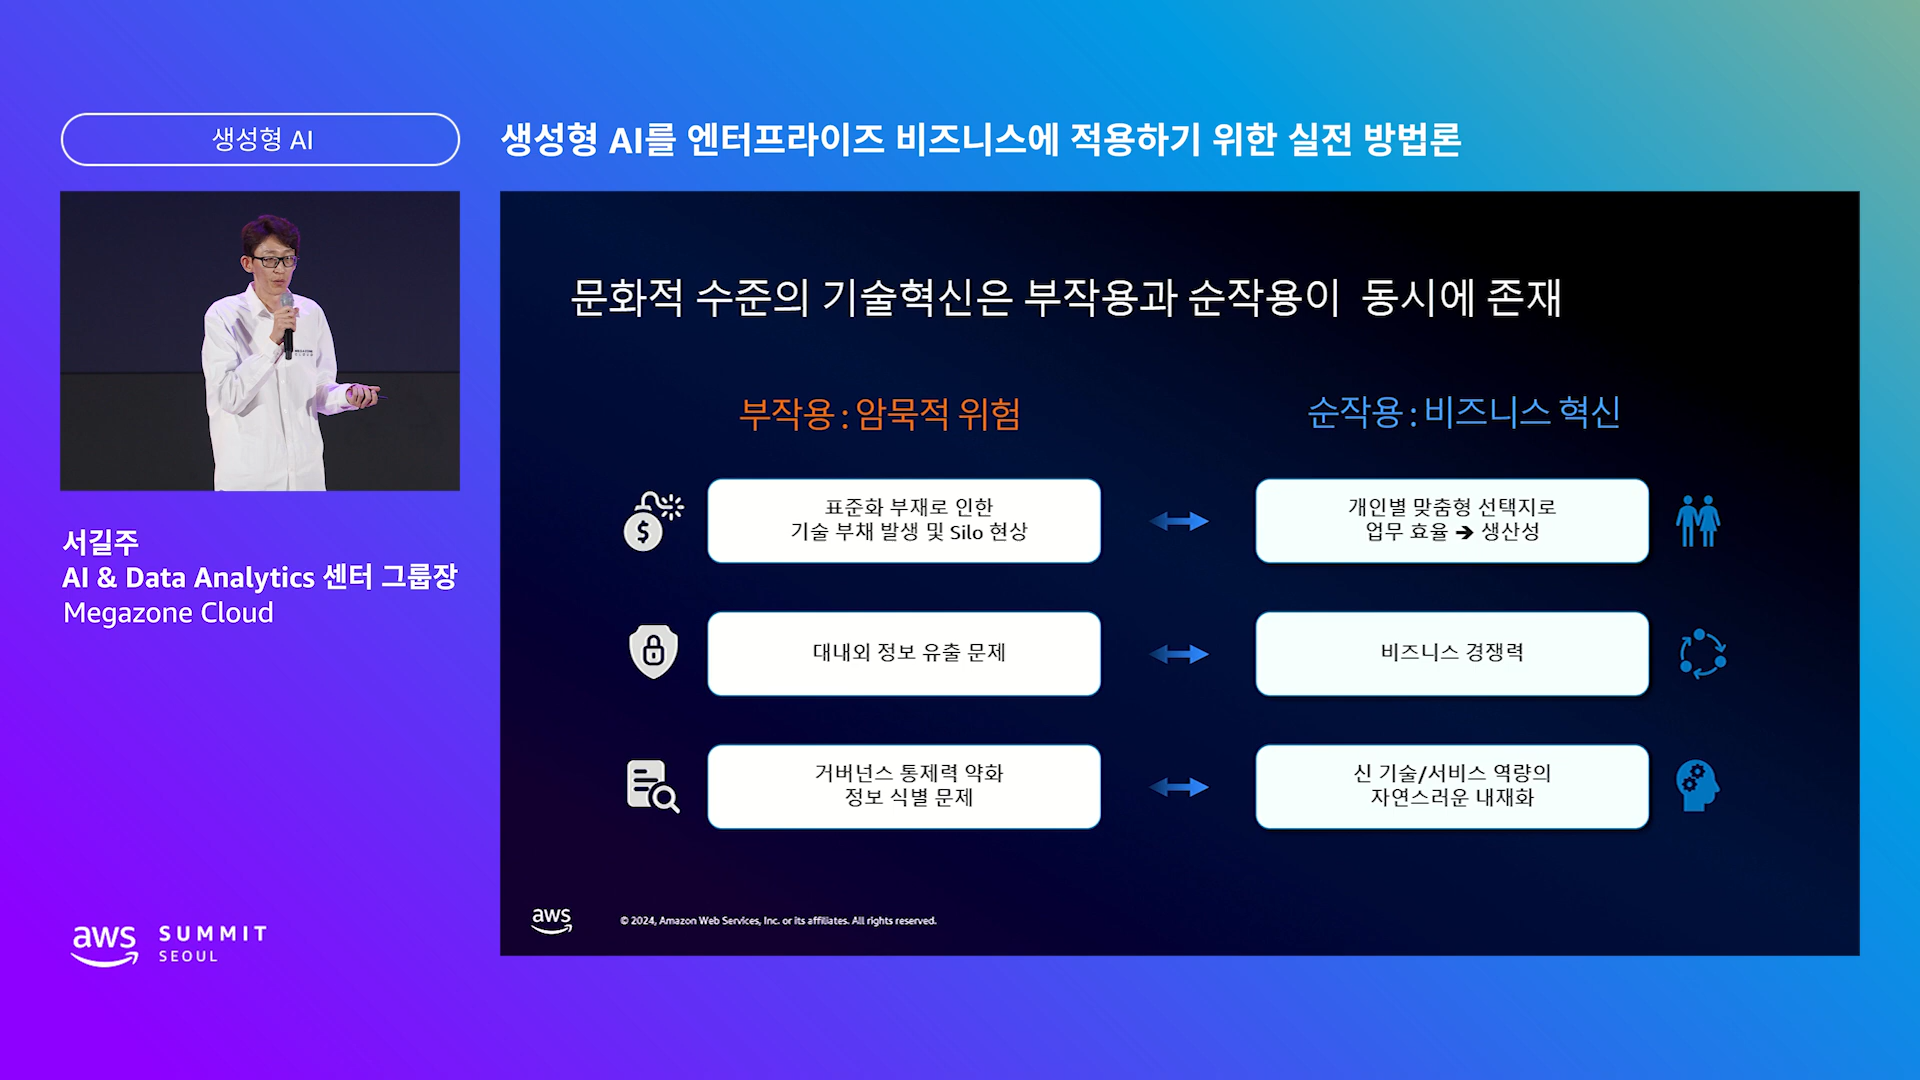 생성형 AI
생성형 AI를 엔터프라이즈 비즈니스에 적용하기 위한 실전 방법론
서길주
AI & Data Analytics 센터 그룹장
Megazone Cloud
aws SUMMIT
SEOUL
문화적 수준의 기술혁신은 부작용과 순작용이 동시에 존재
부작용 : 암묵적 위험
순작용 : 비즈니스 혁신
$
표준화 부재로 인한
기술 부채 발생 및 Silo 현상
개인별 맞춤형 선택지로
업무 효율 ➔ 생산성
대내외 정보 유출 문제
비즈니스 경쟁력
거버넌스 통제력 약화
정보 식별 문제
신 기술/서비스 역량의
자연스러운 내재화
aws
© 2024, Amazon Web Services, Inc. or its affiliates. All rights reserved.